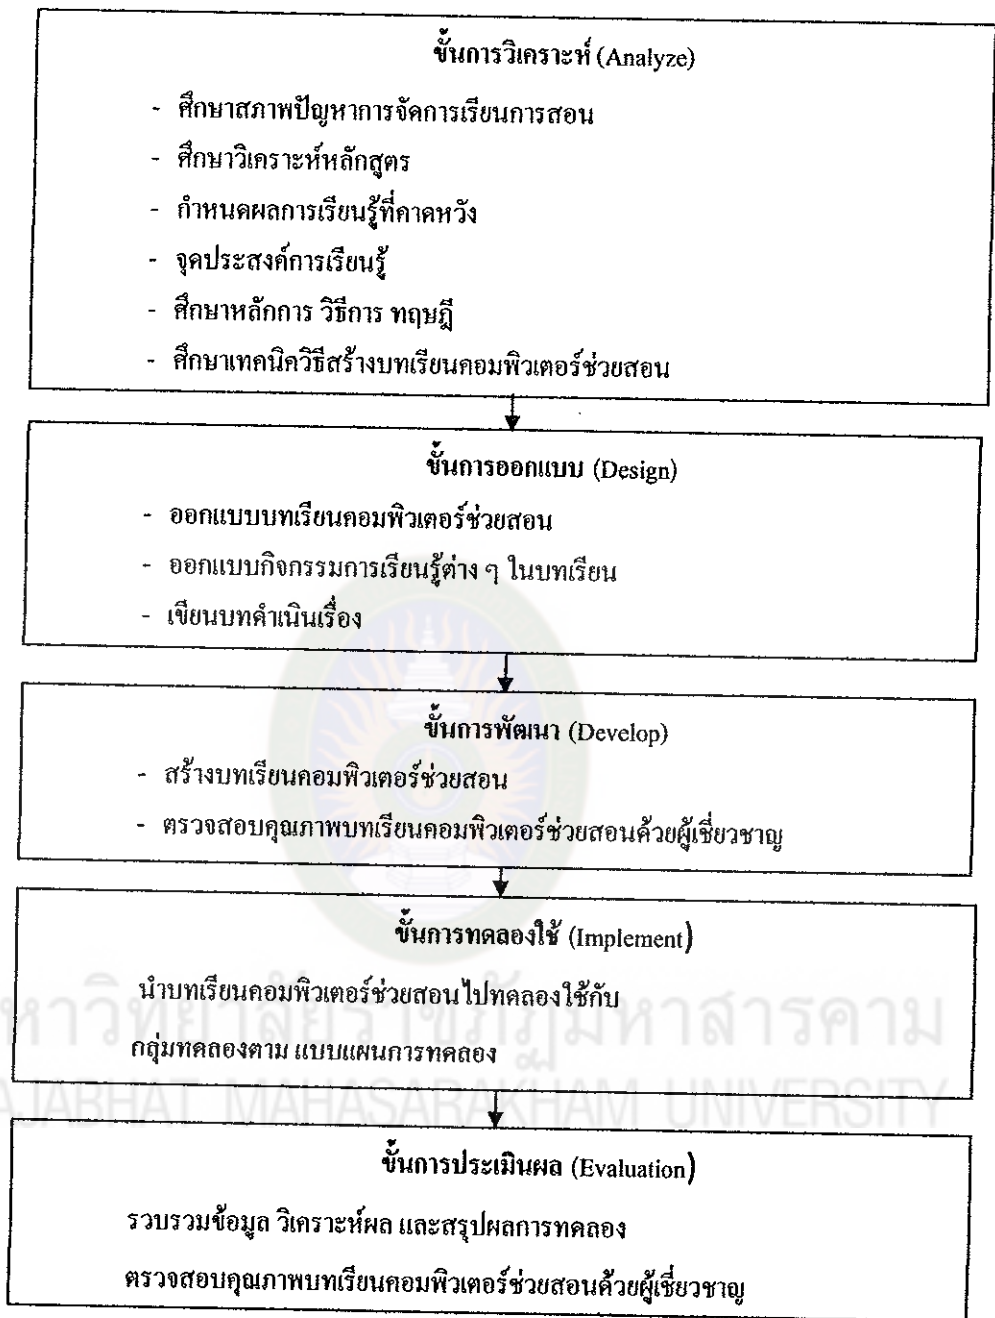 ขั้นการวิเคราะห์ (Analyze)
- ศึกษาสภาพปัญหาการจัดการเรียนการสอน
- ศึกษาวิเคราะห์หลักสูตร
- กำหนดผลการเรียนรู้ที่คาดหวัง
- จุดประสงค์การเรียนรู้
- ศึกษาหลักการ วิธีการ ทฤษฎี
- ศึกษาเทคนิควิธีสร้างบทเรียนคอมพิวเตอร์ช่วยสอน
ขั้นการออกแบบ (Design)
- ออกแบบบทเรียนคอมพิวเตอร์ช่วยสอน
- ออกแบบกิจกรรมการเรียนรู้ต่าง ๆ ในบทเรียน
- เขียนบทดำเนินเรื่อง
ขั้นการพัฒนา (Develop)
- สร้างบทเรียนคอมพิวเตอร์ช่วยสอน
- ตรวจสอบคุณภาพบทเรียนคอมพิวเตอร์ช่วยสอนด้วยผู้เชี่ยวชาญ
ขั้นการทดลองใช้ (Implement)
นำบทเรียนคอมพิวเตอร์ช่วยสอนไปทดลองใช้กับ
หาวิทยาลัยราชภัฏมหาสารคาม
กลุ่มทดลองตาม แบบแผนการทดลอง
AJABHAT MAHASARAKHAM UNIVERSITY
ขั้นการประเมินผล (Evaluation)
รวบรวมข้อมูล วิเคราะห์ผล และสรุปผลการทดลอง
ตรวจสอบคุณภาพบทเรียนคอมพิวเตอร์ช่วยสอนด้วยผู้เชี่ยวชาญ